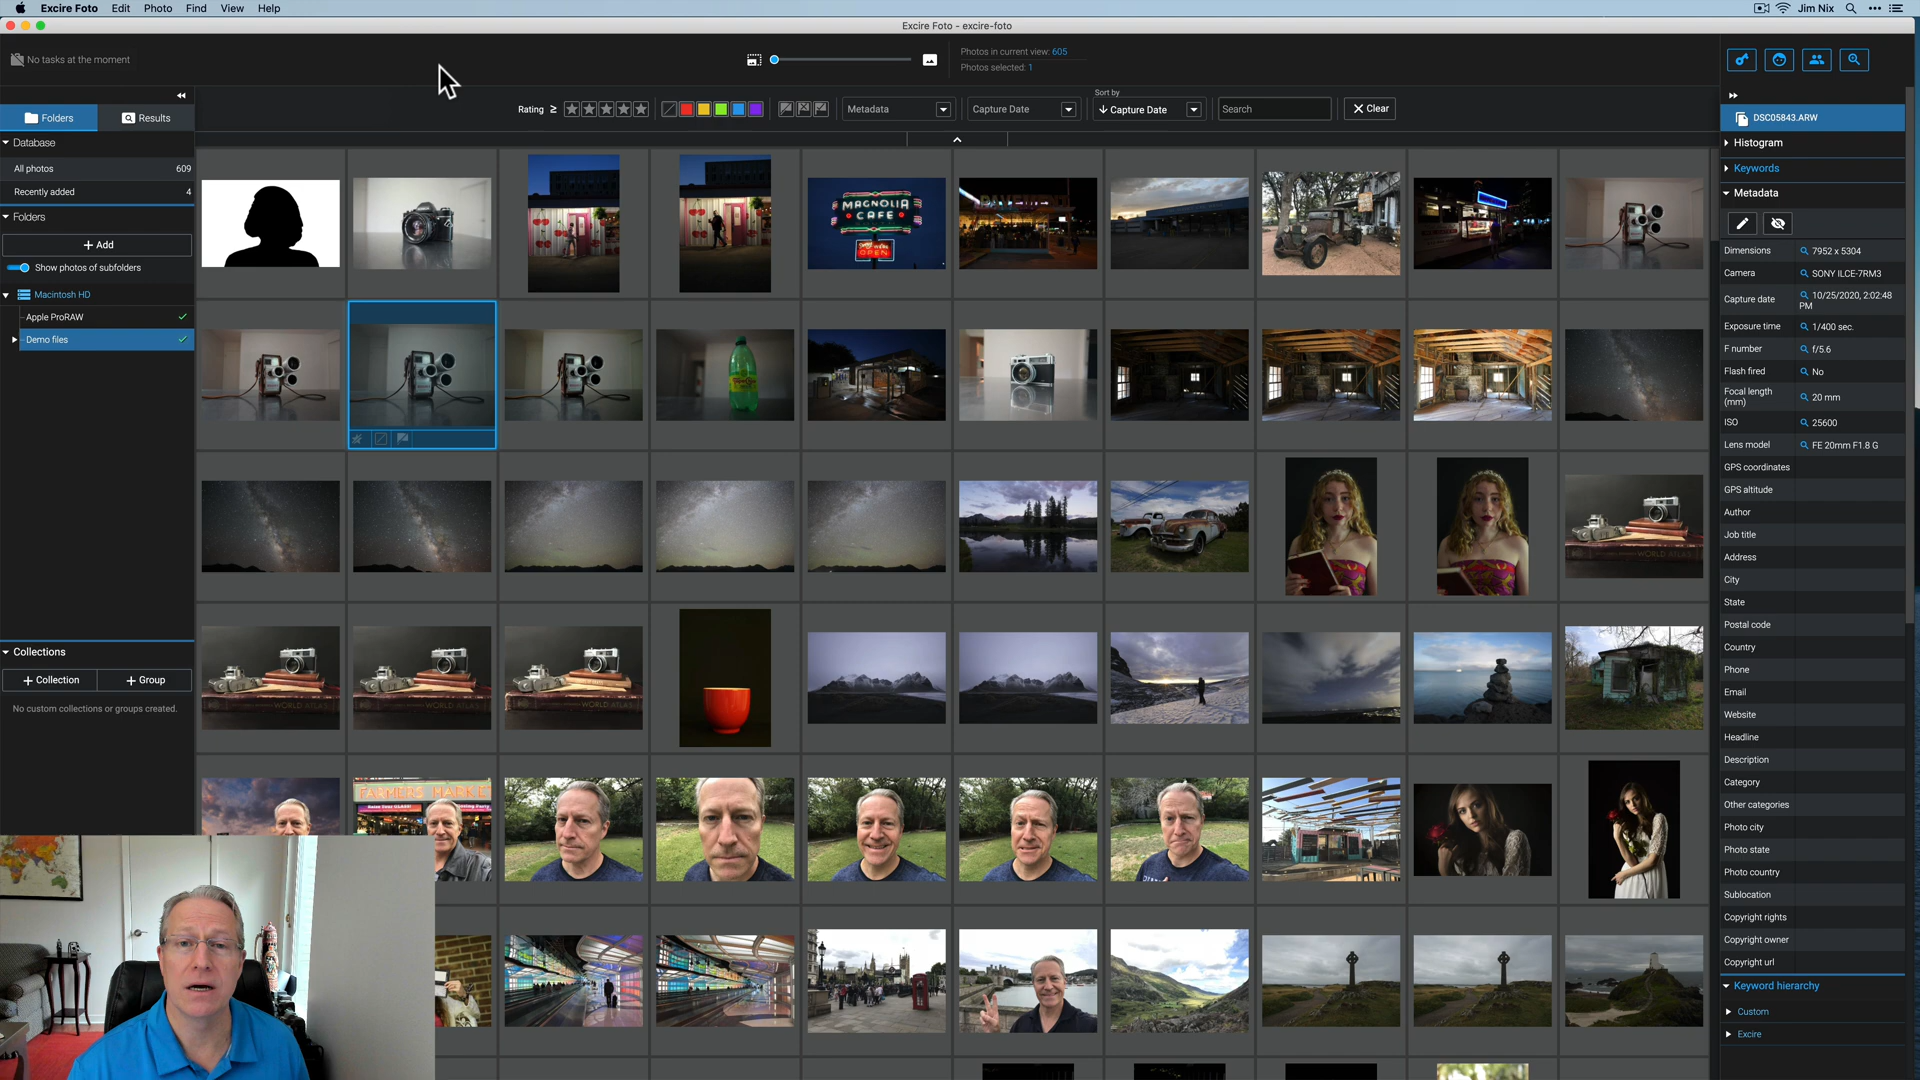 Excire Foto Edit Photo Find View Help
Jim Nix
Excire Foto - excire-foto
No tasks at the moment
Photos in current view: 605
Photos selected: 1
Folders
Results
Rating ≥
Metadata
Capture Date
Sort by
Capture Date
Search
Clear
Database
All photos 609
Recently added 4
Folders
Add
Show photos of subfolders
Macintosh HD
Apple ProRAW
Demo files
Collections
Collection
Group
No custom collections or groups created.
MAGNOLIA
CAFE
OPEN
WORLD ATLAS
FARMERS MARKET
DSC05843.ARW
Histogram
Keywords
Metadata
Dimensions 7952 x 5304
Camera SONY ILCE-7RM3
Capture date 10/25/2020, 2:02:48 PM
Exposure time 1/400 sec.
F number f/5.6
Flash fired No
Focal length (mm) 20 mm
ISO 25600
Lens model FE 20mm F1.8 G
GPS coordinates
GPS altitude
Author
Job title
Address
City
State
Postal code
Country
Phone
Email
Website
Headline
Description
Category
Other categories
Photo city
Photo state
Photo country
Sublocation
Copyright rights
Copyright owner
Copyright url
Keyword hierarchy
Custom
Excire